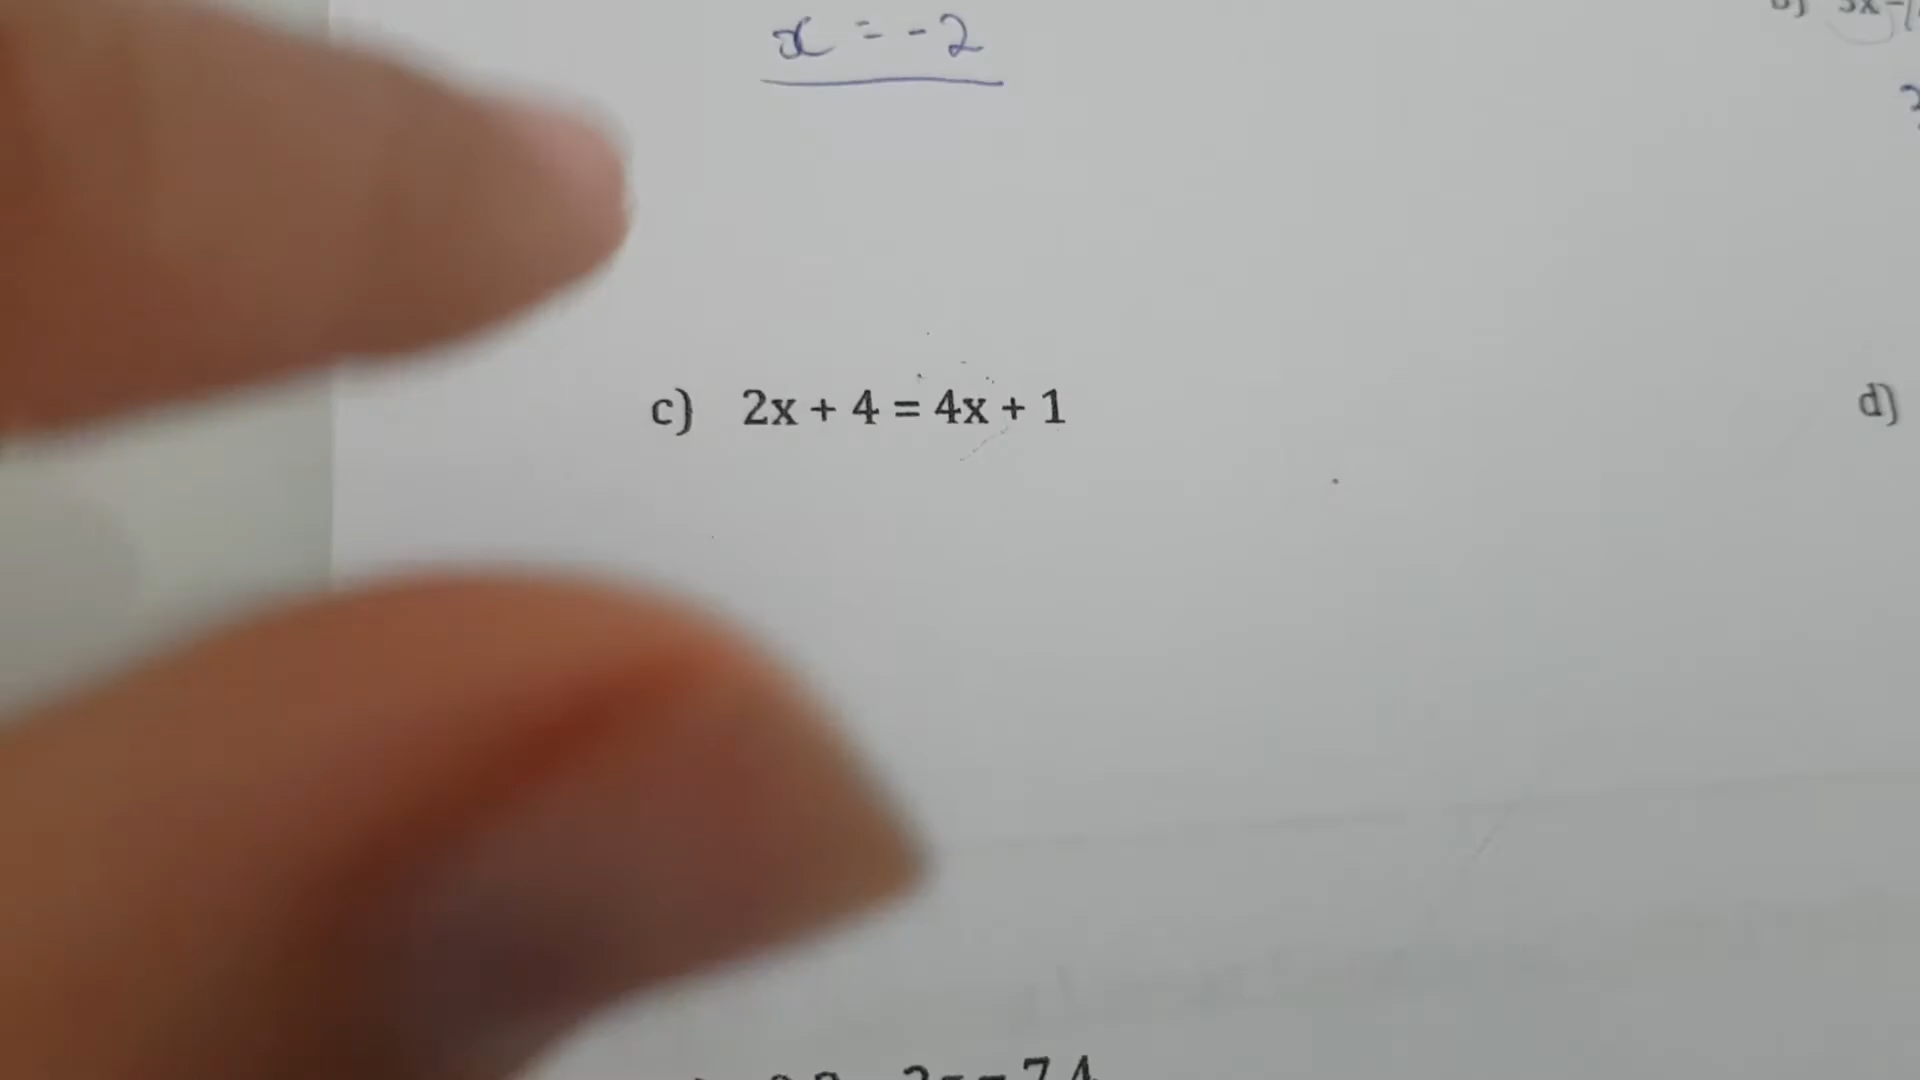 x = -2
c) 2x + 4 = 4x + 1
d)